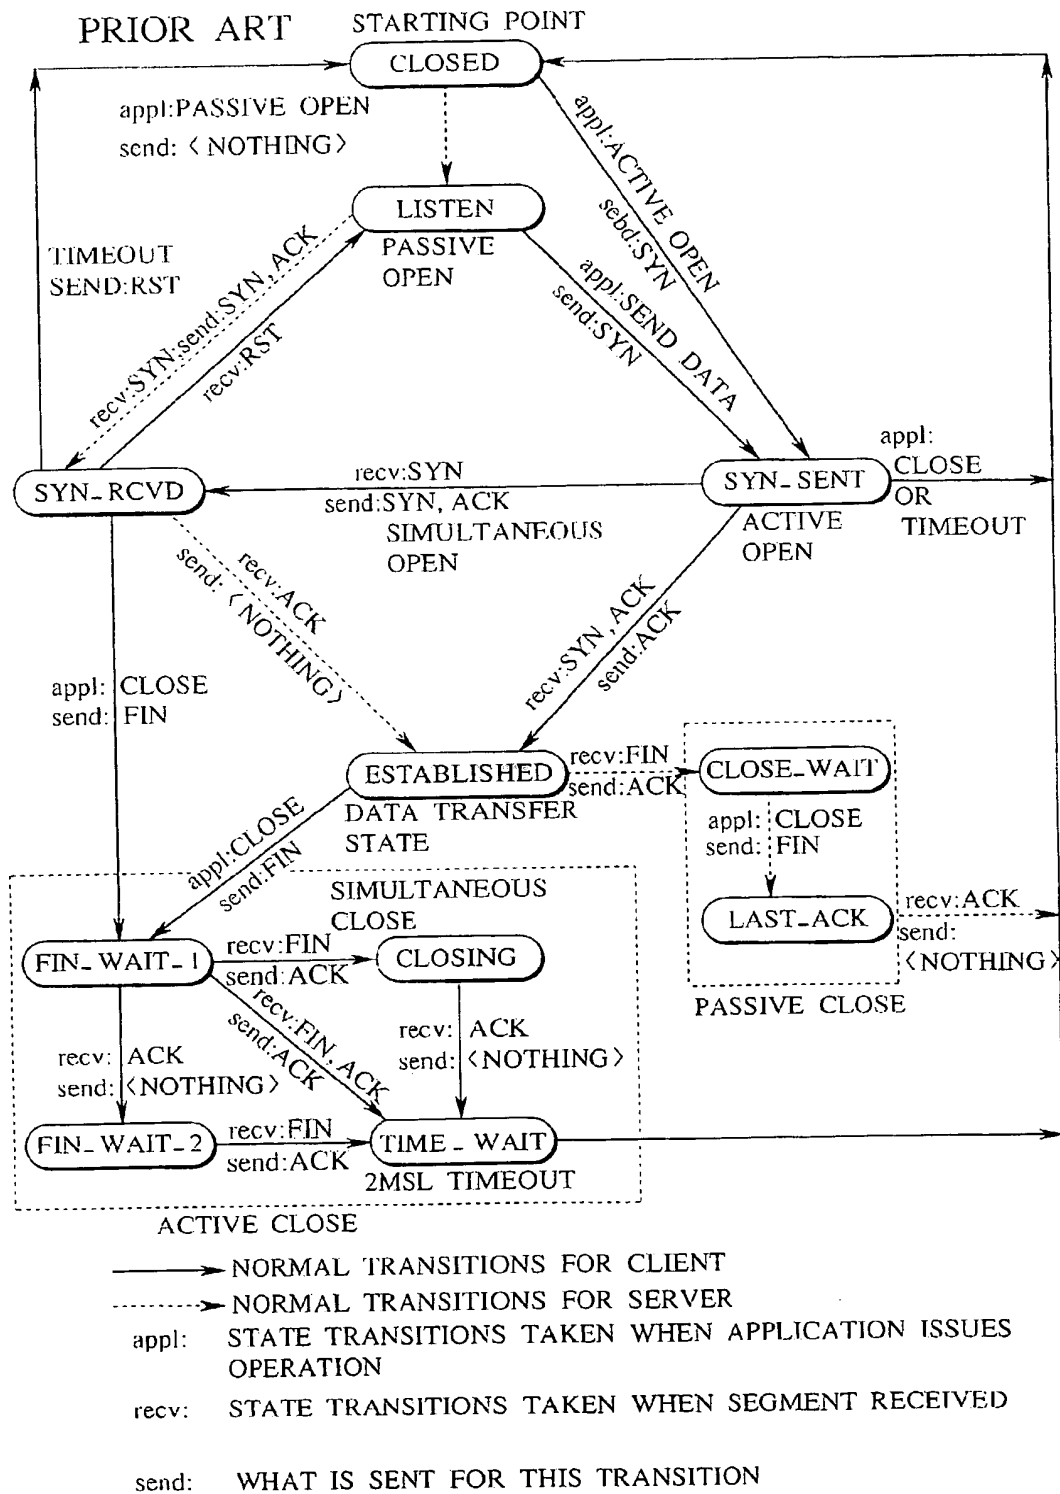 PRIOR ART
STARTING POINT
CLOSED
appl:PASSIVE OPEN
send:〈NOTHING〉
appl:ACTIVE OPEN
sebd:SYN
LISTEN
PASSIVE
OPEN
TIMEOUT
SEND:RST
recv:SYN;send:SYN, ACK
recv:RST
appl:SEND DATA
send:SYN
SYN_RCVD
recv:SYN
send:SYN, ACK
SIMULTANEOUS
OPEN
SYN_SENT
ACTIVE
OPEN
appl:
CLOSE
OR
TIMEOUT
recv:ACK
send:〈NOTHING〉
recv:SYN, ACK
send:ACK
appl: CLOSE
send: FIN
ESTABLISHED
DATA TRANSFER
STATE
recv:FIN
send:ACK
CLOSE_WAIT
appl: CLOSE
send: FIN
LAST_ACK
recv:ACK
send:
〈NOTHING〉
PASSIVE CLOSE
appl:CLOSE
send:FIN
SIMULTANEOUS
CLOSE
FIN_WAIT_1
recv:FIN
send:ACK
CLOSING
recv:FIN, ACK
send:ACK
recv: ACK
send:〈NOTHING〉
recv: ACK
send:〈NOTHING〉
FIN_WAIT_2
recv:FIN
send:ACK
TIME_WAIT
2MSL TIMEOUT
ACTIVE CLOSE
NORMAL TRANSITIONS FOR CLIENT
NORMAL TRANSITIONS FOR SERVER
appl: STATE TRANSITIONS TAKEN WHEN APPLICATION ISSUES
OPERATION
recv: STATE TRANSITIONS TAKEN WHEN SEGMENT RECEIVED
send: WHAT IS SENT FOR THIS TRANSITION